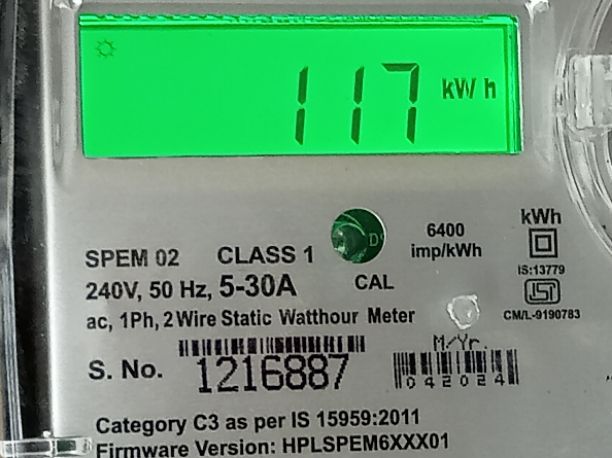 117 kW h
SPEM 02 CLASS 1
6400
imp/kWh
kWh
240V, 50 Hz, 5-30A
CAL
IS:13779
ISI
CM/L-9190783
ac, 1Ph, 2 Wire Static Watthour Meter
M/Yr.
S. No. 1216887
042024
Category C3 as per IS 15959:2011
Firmware Version: HPLSPEM6XXX01